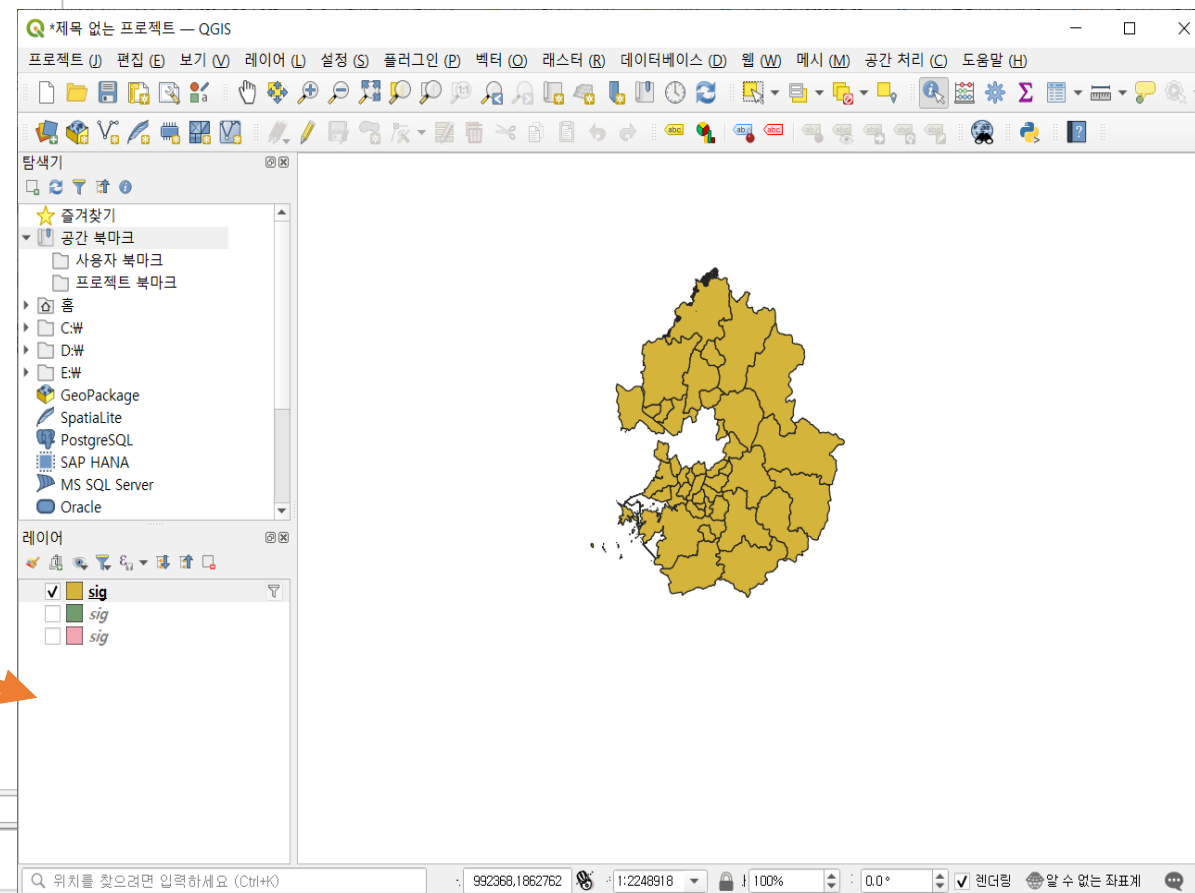 *제목 없는 프로젝트 — QGIS
프로젝트 (J) 편집 (E) 보기 (V) 레이어 (L) 설정 (S) 플러그인 (P) 벡터 (O) 래스터 (R) 데이터베이스 (D) 웹 (W) 메시 (M) 공간 처리 (C) 도움말 (H)
abc abc abc
탐색기
즐겨찾기
공간 북마크
사용자 북마크
프로젝트 북마크
홈
C:₩
D:₩
E:₩
GeoPackage
SpatiaLite
PostgreSQL
SAP HANA
MS SQL Server
Oracle
레이어
sig
sig
sig
위치를 찾으려면 입력하세요 (Ctrl+K) 992368,1862762 1:2248918 100% 0.0 ° 렌더링 알 수 없는 좌표계